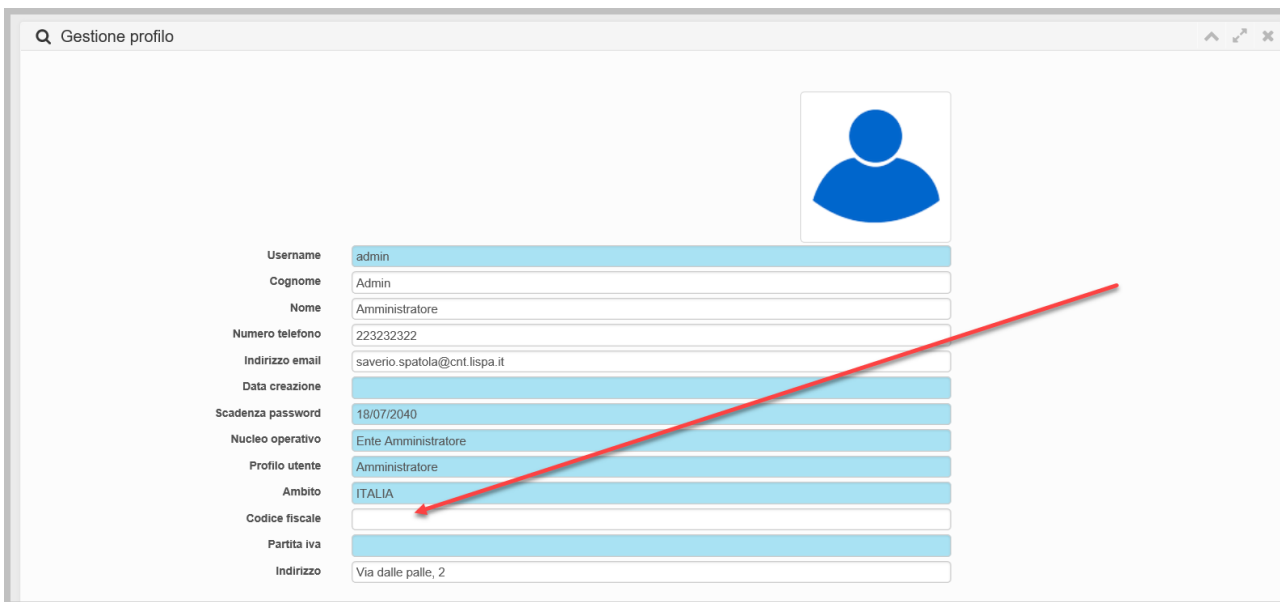 Gestione profilo
Username admin
Cognome Admin
Nome Amministratore
Numero telefono 223232322
Indirizzo email saverio.spatola@cnt.lispa.it
Data creazione
Scadenza password 18/07/2040
Nucleo operativo Ente Amministratore
Profilo utente Amministratore
Ambito ITALIA
Codice fiscale
Partita iva
Indirizzo Via dalle palle, 2